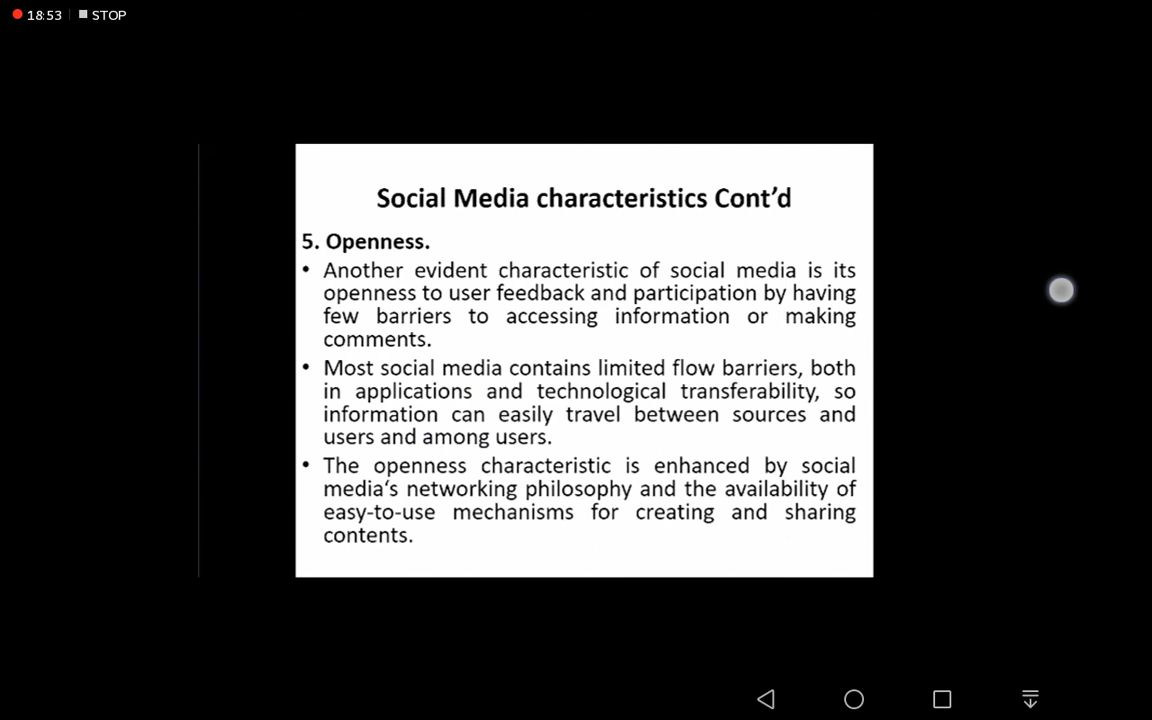 18:53 STOP
Social Media characteristics Cont’d
5. Openness.
• Another evident characteristic of social media is its
openness to user feedback and participation by having
few barriers to accessing information or making
comments.
• Most social media contains limited flow barriers, both
in applications and technological transferability, so
information can easily travel between sources and
users and among users.
• The openness characteristic is enhanced by social
media‘s networking philosophy and the availability of
easy-to-use mechanisms for creating and sharing
contents.